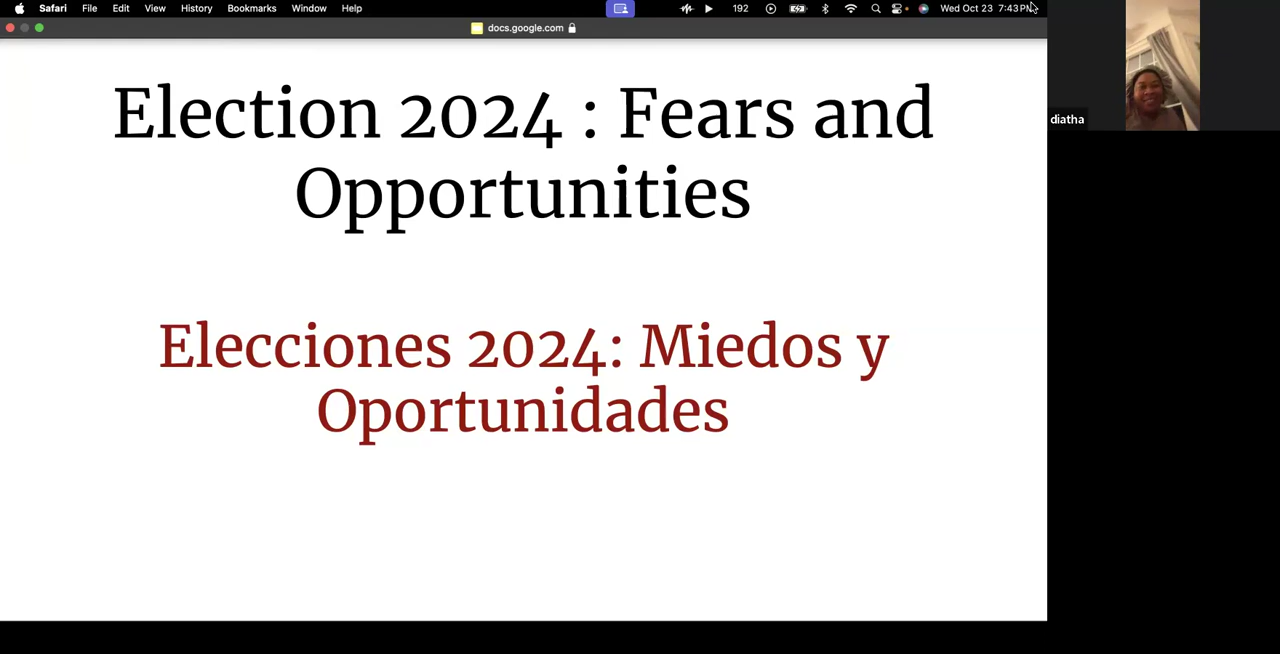 Safari File Edit View History Bookmarks Window Help 192 Wed Oct 23 7:43 PM
docs.google.com
Election 2024 : Fears and
Opportunities
Elecciones 2024: Miedos y
Oportunidades
diatha